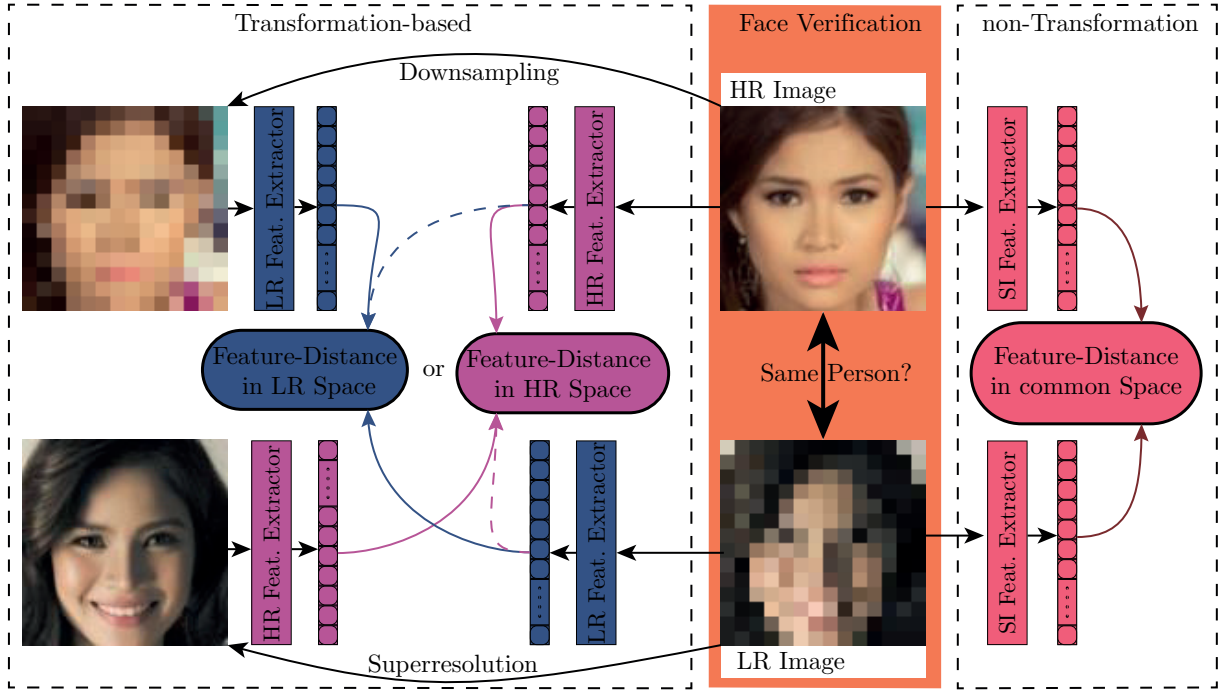 Transformation-based
Face Verification
non-Transformation
Downsampling
HR Image
LR Feat. Extractor
HR Feat. Extractor
SI Feat. Extractor
Feature-Distance
in LR Space
or
Feature-Distance
in HR Space
Same Person?
Feature-Distance
in common Space
HR Feat. Extractor
LR Feat. Extractor
SI Feat. Extractor
Superresolution
LR Image